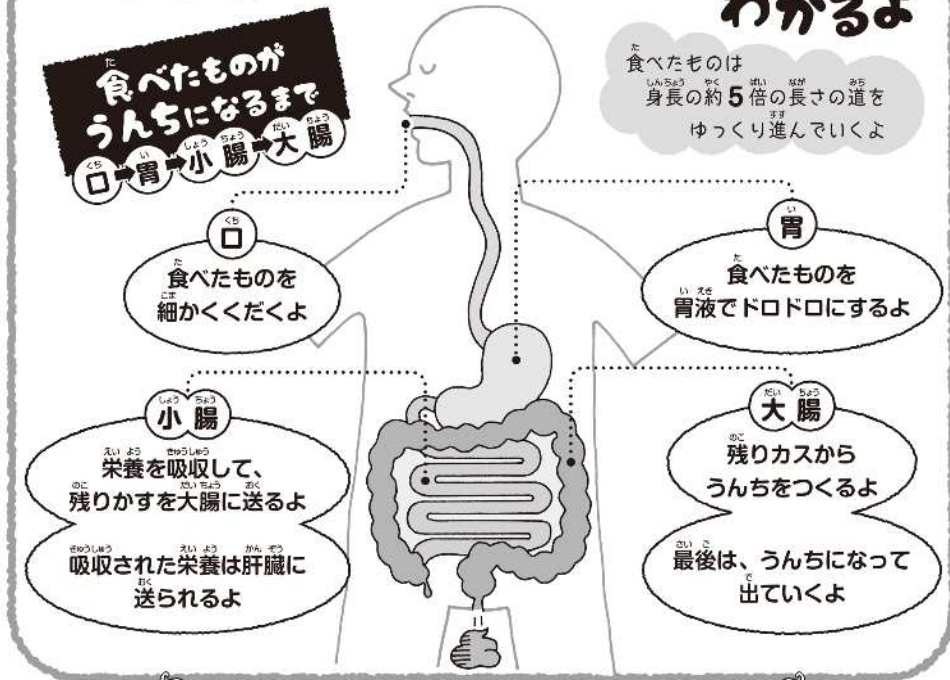 わかるよ
食べたものが
うんちになるまで
口➡胃➡小腸➡大腸
食べたものは
身長の約5倍の長さの道を
ゆっくり進んでいくよ
口
食べたものを
細かくくだくよ
胃
食べたものを
胃液でドロドロにするよ
小腸
栄養を吸収して、
残りかすを大腸に送るよ
吸収された栄養は肝臓に
送られるよ
大腸
残りカスから
うんちをつくるよ
最後は、うんちになって
出ていくよ